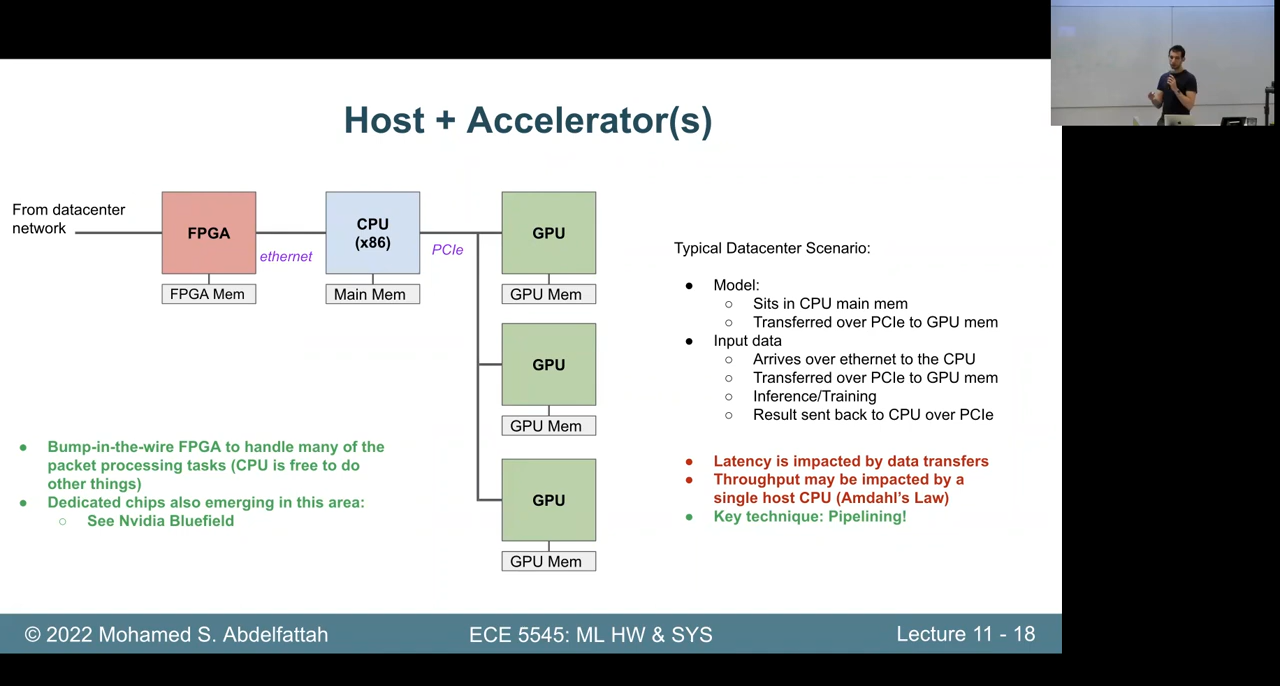 Host + Accelerator(s)
From datacenter
network
FPGA
ethernet
FPGA Mem
CPU
(x86)
PCIe
Main Mem
GPU
GPU Mem
GPU
GPU Mem
GPU
GPU Mem
Typical Datacenter Scenario:
● Model:
○ Sits in CPU main mem
○ Transferred over PCIe to GPU mem
● Input data
○ Arrives over ethernet to the CPU
○ Transferred over PCIe to GPU mem
○ Inference/Training
○ Result sent back to CPU over PCIe
● Latency is impacted by data transfers
● Throughput may be impacted by a
single host CPU (Amdahl's Law)
● Key technique: Pipelining!
● Bump-in-the-wire FPGA to handle many of the
packet processing tasks (CPU is free to do
other things)
● Dedicated chips also emerging in this area:
○ See Nvidia Bluefield
© 2022 Mohamed S. Abdelfattah
ECE 5545: ML HW & SYS
Lecture 11 - 18